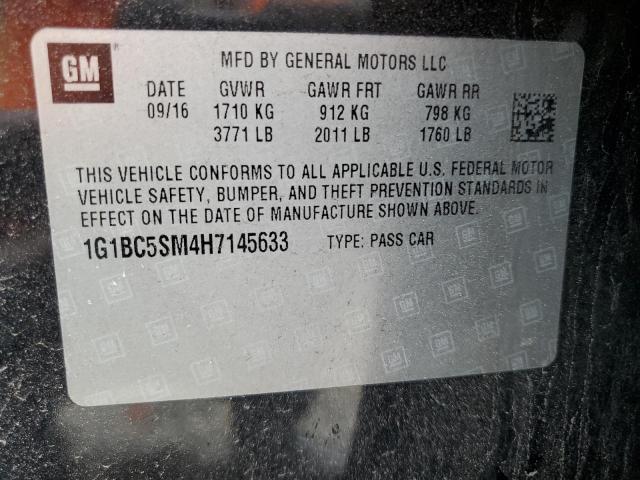 GM
MFD BY GENERAL MOTORS LLC
DATE GVWR GAWR FRT GAWR RR
09/16 1710 KG 912 KG 798 KG
3771 LB 2011 LB 1760 LB
THIS VEHICLE CONFORMS TO ALL APPLICABLE U.S. FEDERAL MOTOR
VEHICLE SAFETY, BUMPER, AND THEFT PREVENTION STANDARDS IN
EFFECT ON THE DATE OF MANUFACTURE SHOWN ABOVE.
1G1BC5SM4H7145633 TYPE: PASS CAR